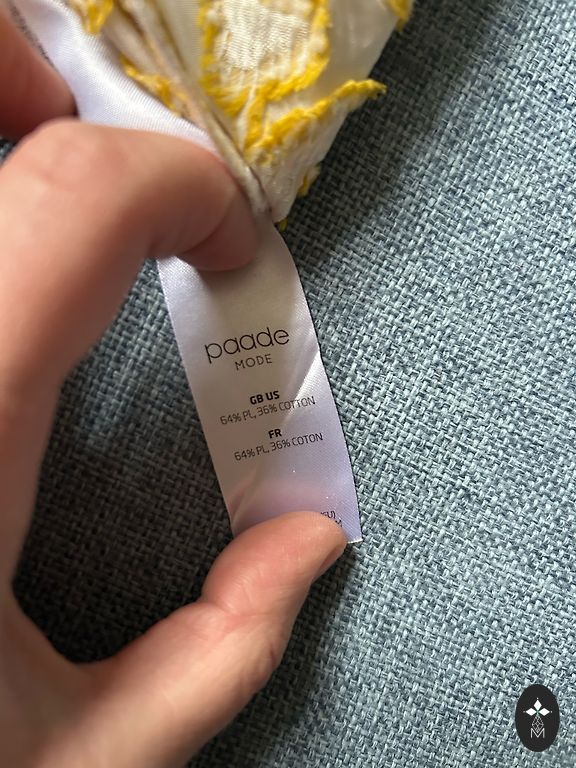 paade
MODE
GB US
64% PL, 36% COTTON
FR
64% PL, 36% COTON